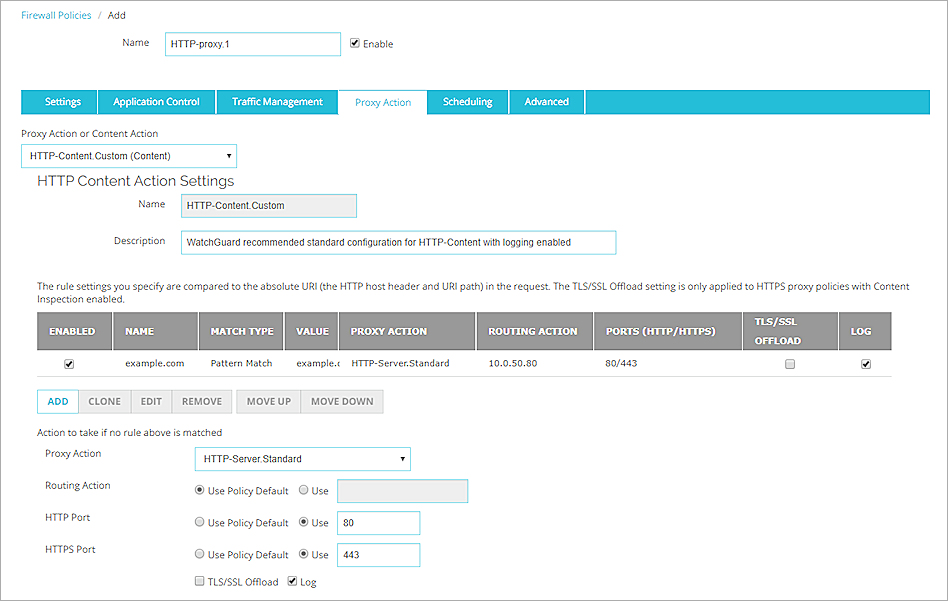 Firewall Policies / Add
Name HTTP-proxy.1 Enable
Settings Application Control Traffic Management Proxy Action Scheduling Advanced
Proxy Action or Content Action
HTTP-Content.Custom (Content)
HTTP Content Action Settings
Name HTTP-Content.Custom
Description WatchGuard recommended standard configuration for HTTP-Content with logging enabled
The rule settings you specify are compared to the absolute URI (the HTTP host header and URI path) in the request. The TLS/SSL Offload setting is only applied to HTTPS proxy policies with Content
Inspection enabled.
ENABLED NAME MATCH TYPE VALUE PROXY ACTION ROUTING ACTION PORTS (HTTP/HTTPS) TLS/SSL OFFLOAD LOG
example.com Pattern Match example.c HTTP-Server.Standard 10.0.50.80 80/443
ADD CLONE EDIT REMOVE MOVE UP MOVE DOWN
Action to take if no rule above is matched
Proxy Action HTTP-Server.Standard
Routing Action Use Policy Default Use
HTTP Port Use Policy Default Use 80
HTTPS Port Use Policy Default Use 443
TLS/SSL Offload Log